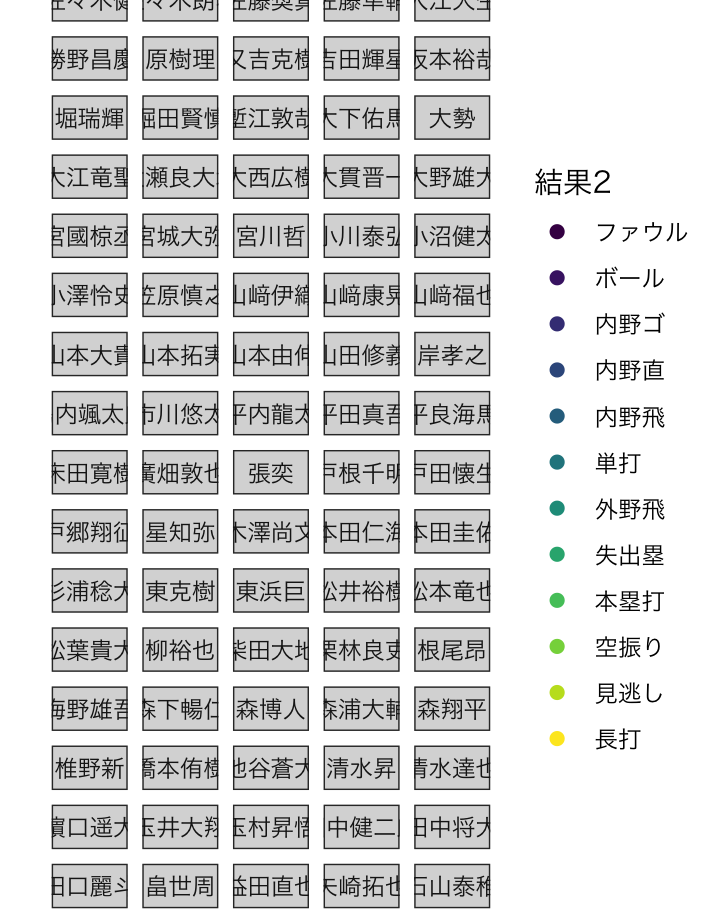 勝野昌慶 原樹理 又吉克樹 吉田輝星 坂本裕哉
堀瑞輝 堀田賢慎 塹江敦哉 大下佑馬 大勢
大江竜聖 瀬良大 大西広樹 大貫晋一 大野雄大
宮國椋丞 宮城大弥 宮川哲 小川泰弘 小沼健太
小澤怜史 笠原慎之 山﨑伊織 山﨑康晃 山﨑福也
山本大貴 山本拓実 山本由伸 山田修義 岸孝之
内颯太 市川悠太 平内龍太 平田真吾 平良海馬
床田寛樹 廣畑敦也 張奕 戸根千明 戸田懐生
戸郷翔征 星知弥 木澤尚文 本田仁海 本田圭佑
杉浦稔大 東克樹 東浜巨 松井裕樹 松本竜也
松葉貴大 柳裕也 柴田大地 栗林良吏 根尾昂
梅野雄吾 森下暢仁 森博人 森浦大輔 森翔平
椎野新 橋本侑樹 池谷蒼大 清水昇 清水達也
濵口遥大 玉井大翔 玉村昇悟 中健二 田中将大
田口麗斗 畠世周 益田直也 矢崎拓也 石山泰稚
結果2
ファウル
ボール
内野ゴ
内野直
内野飛
単打
外野飛
失出塁
本塁打
空振り
見逃し
長打